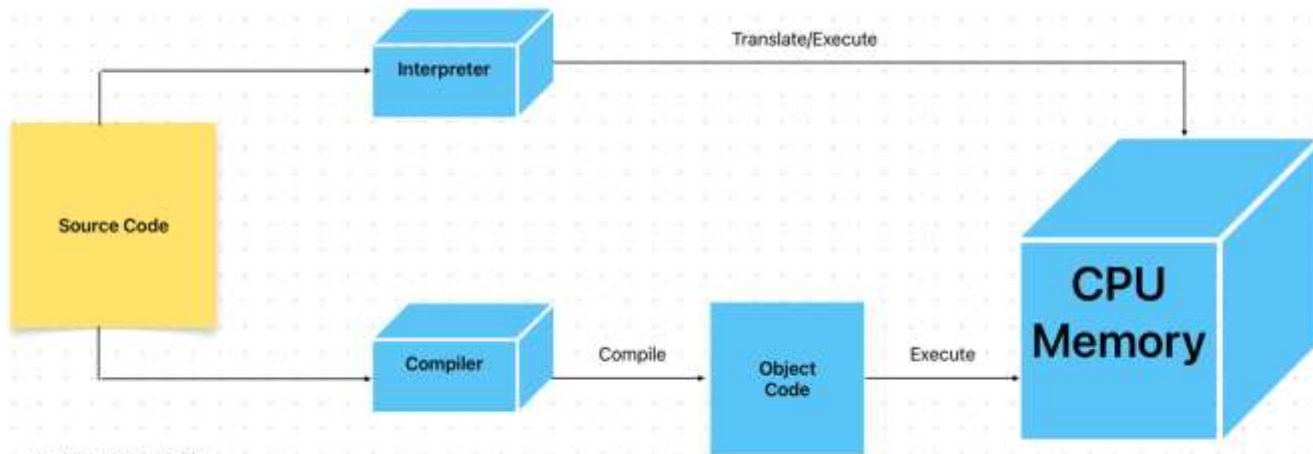 Translate/Execute
Interpreter
Source Code
CPU
Memory
Compiler
Compile
Object
Code
Execute